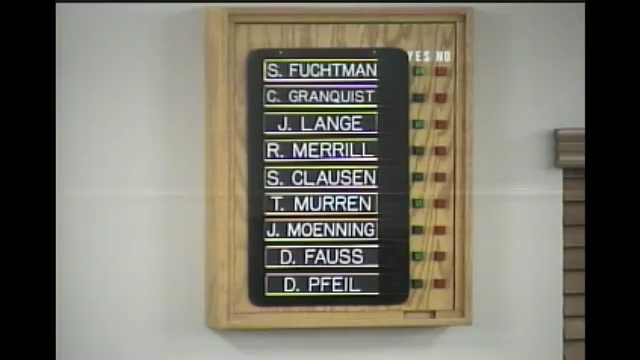 YES NO
S. FUCHTMAN
C. GRANQUIST
J. LANGE
R. MERRILL
S. CLAUSEN
T. MURREN
J. MOENNING
D. FAUSS
D. PFEIL